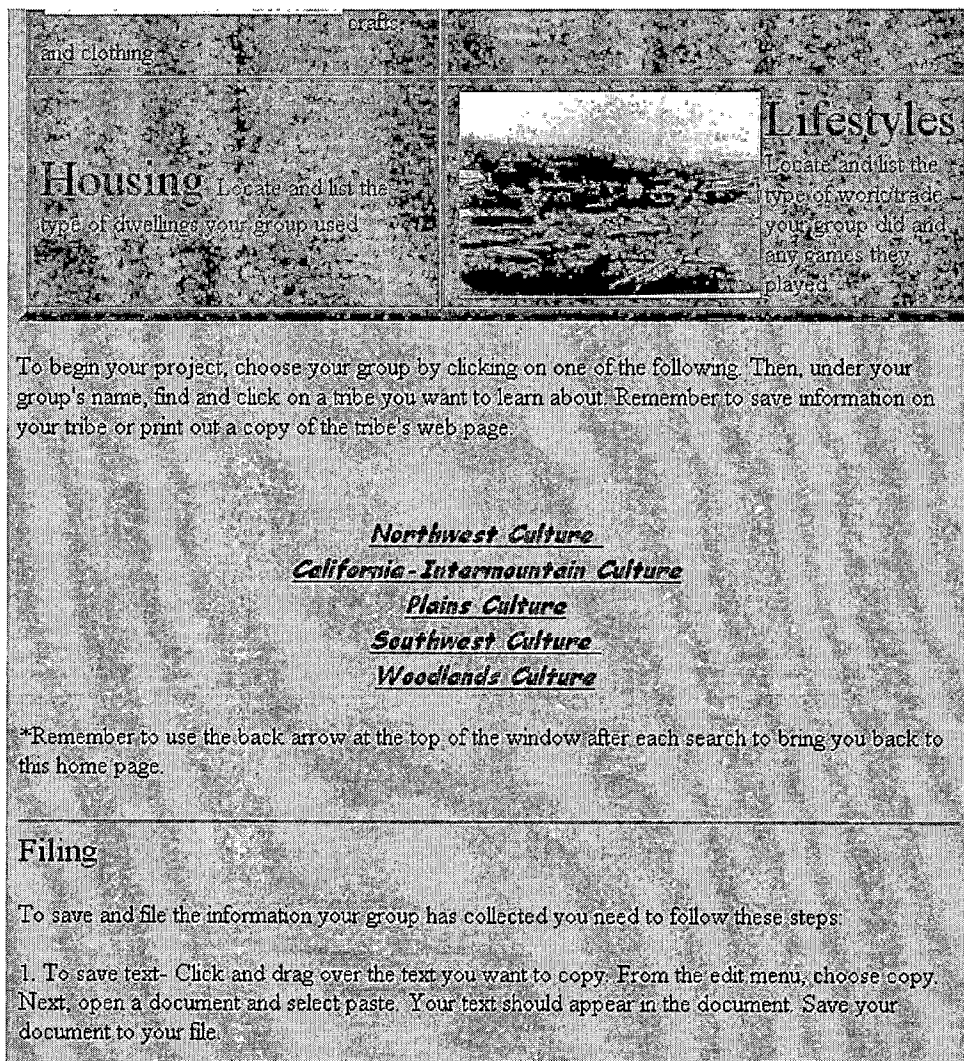 crafts,
and clothing
Housing Locate and list the
type of dwellings your group used
Lifestyles
Locate and list the
type of work/trade
your group did and
any games they
played
To begin your project, choose your group by clicking on one of the following. Then, under your
group's name, find and click on a tribe you want to learn about. Remember to save information on
your tribe or print out a copy of the tribe's web page.
Northwest Culture
California-Intermountain Culture
Plains Culture
Southwest Culture
Woodlands Culture
*Remember to use the back arrow at the top of the window after each search to bring you back to
this home page.
Filing
To save and file the information your group has collected you need to follow these steps:
1. To save text- Click and drag over the text you want to copy. From the edit menu, choose copy.
Next, open a document and select paste. Your text should appear in the document. Save your
document to your file.